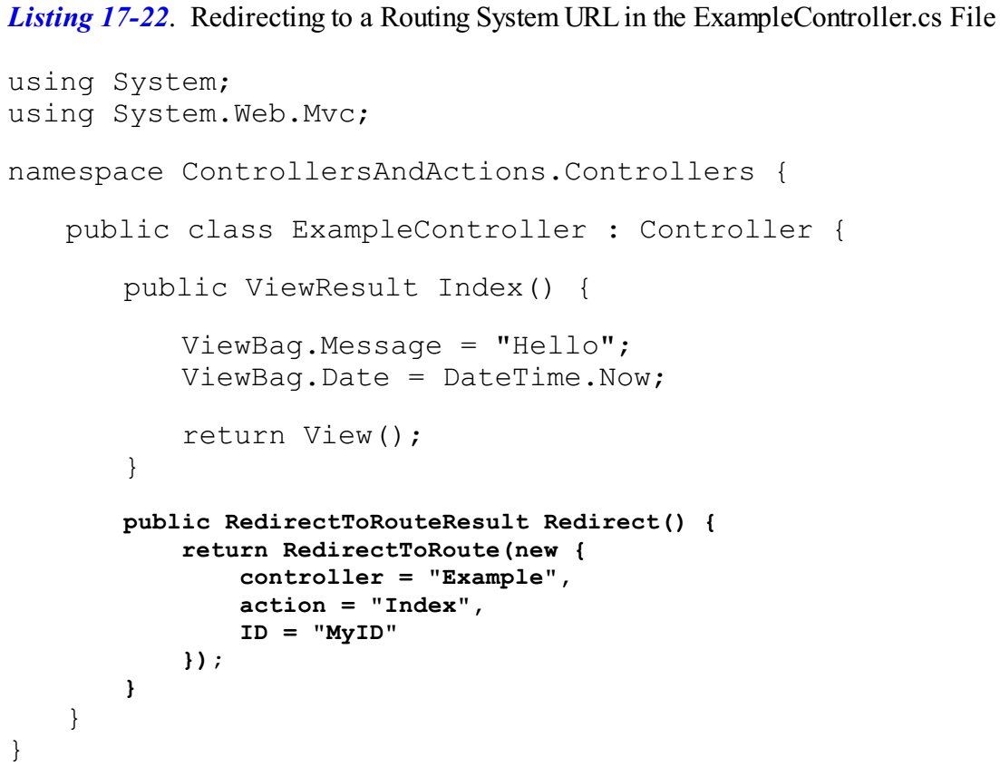 Listing 17-22. Redirecting to a Routing System URL in the ExampleController.cs File
using System;
using System.Web.Mvc;
namespace ControllersAndActions.Controllers {
    public class ExampleController : Controller {
        public ViewResult Index() {
            ViewBag.Message = "Hello";
            ViewBag.Date = DateTime.Now;
            return View();
        }
        public RedirectToRouteResult Redirect() {
            return RedirectToRoute(new {
                controller = "Example",
                action = "Index",
                ID = "MyID"
            });
        }
    }
}